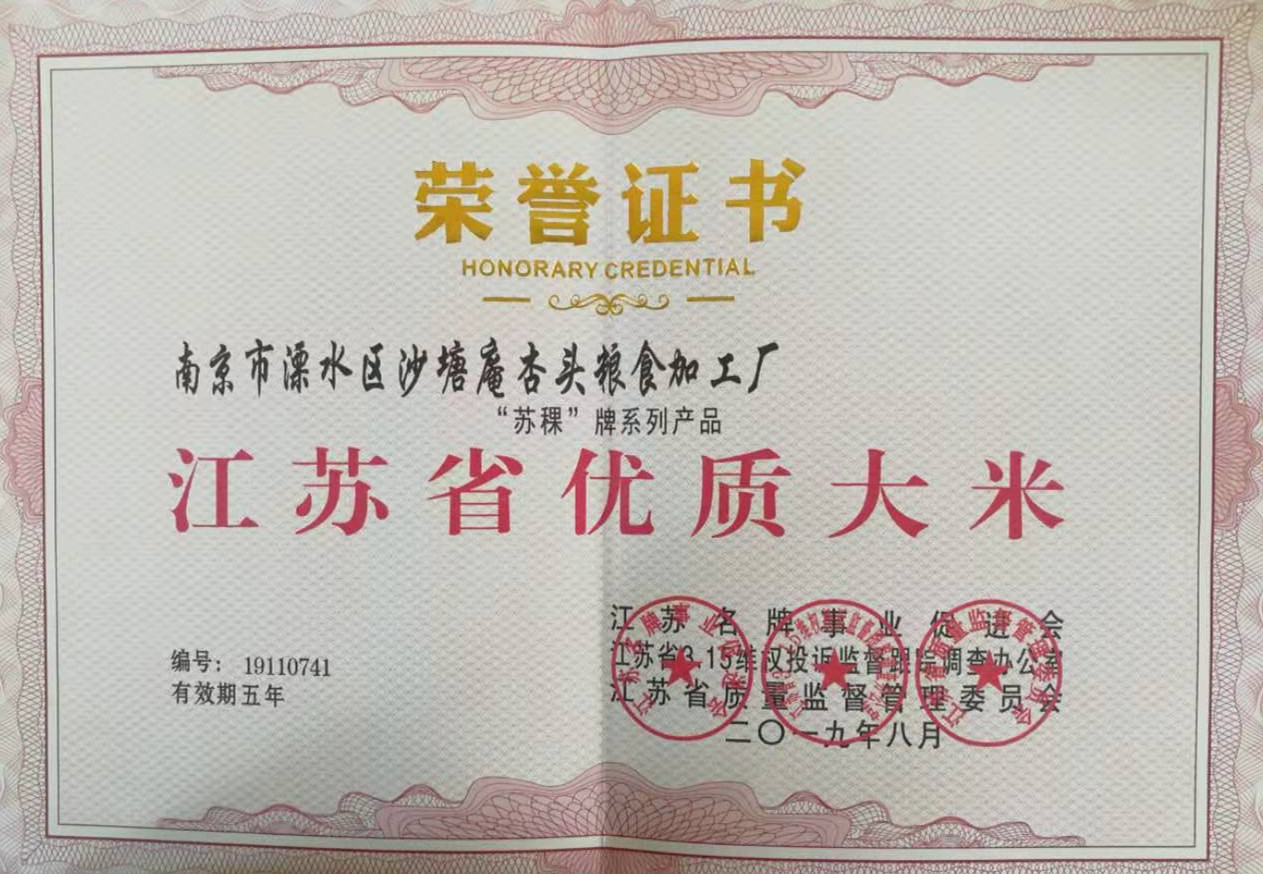 荣誉证书
HONORARY CREDENTIAL
南京市溧水区沙塘庵杏头粮食加工厂
“苏稞”牌系列产品
江苏省优质大米
江苏名牌事业促进会
江苏省3.15维权投诉监督跟踪调查办公室
江苏省质量监督管理委员会
二〇一九年八月
编号：19110741
有效期五年